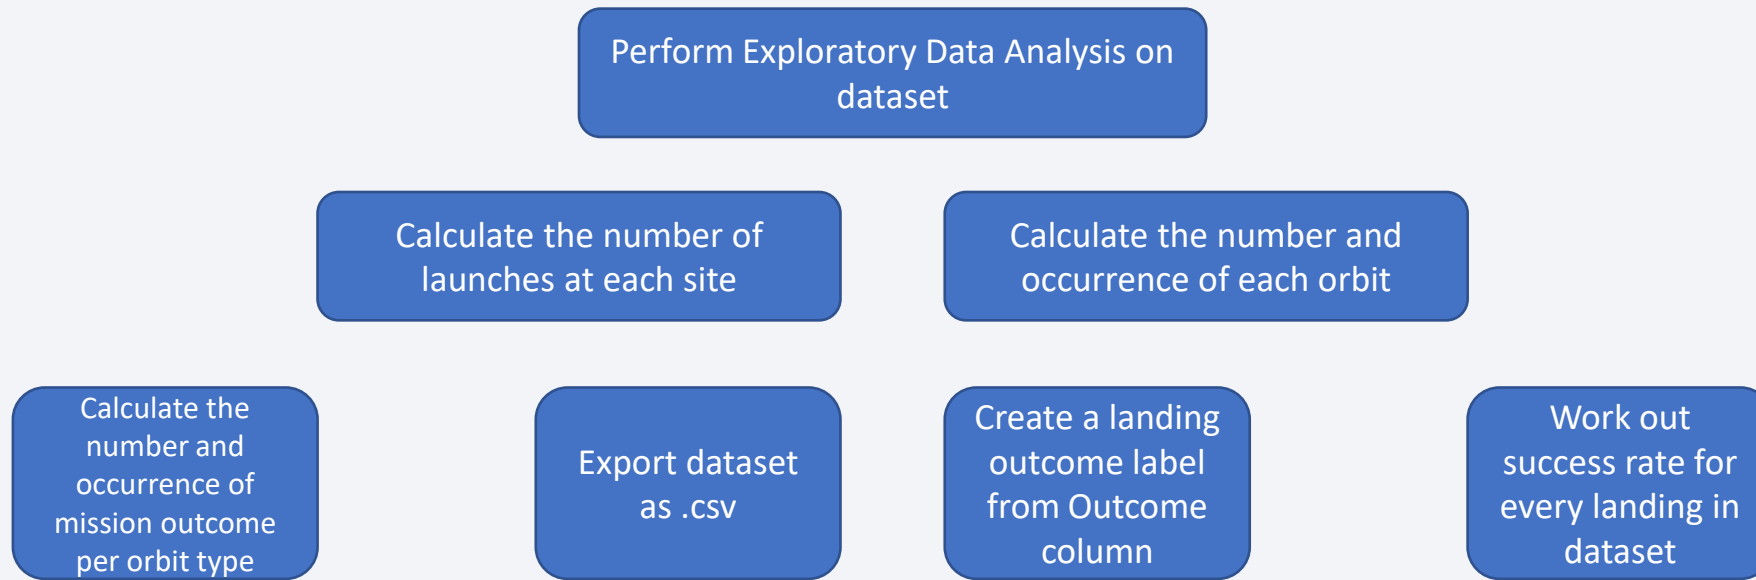 Perform Exploratory Data Analysis on
dataset
Calculate the number of
launches at each site
Calculate the number and
occurrence of each orbit
Calculate the
number and
occurrence of
mission outcome
per orbit type
Export dataset
as .csv
Create a landing
outcome label
from Outcome
column
Work out
success rate for
every landing in
dataset